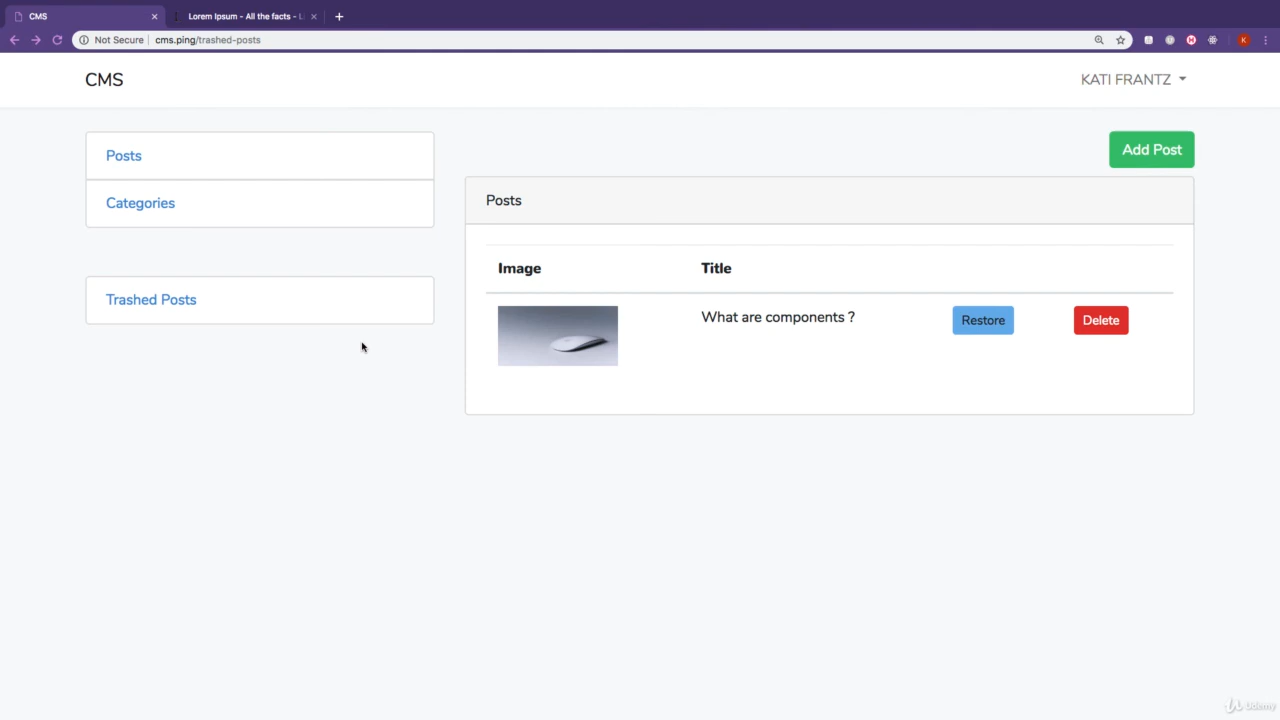 CMS
Lorem Ipsum - All the facts - L
Not Secure
cms.ping/trashed-posts
K
CMS
KATI FRANTZ
Posts
Categories
Trashed Posts
Add Post
Posts
Image Title
What are components ? Restore Delete
Udemy